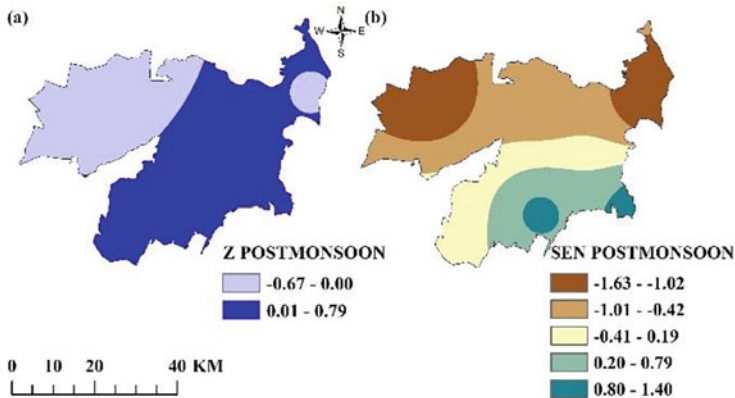 (a)
N
W E
S
(b)
Z POSTMONSOON
-0.67 - 0.00
0.01 - 0.79
SEN POSTMONSOON
-1.63 - -1.02
-1.01 - -0.42
-0.41 - 0.19
0.20 - 0.79
0.80 - 1.40
0 10 20 40 KM